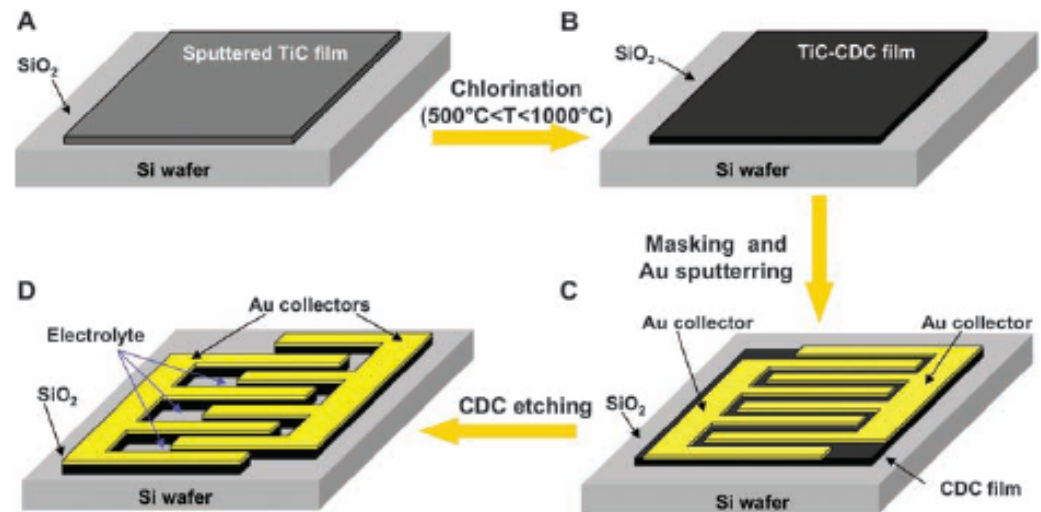 A
Sputtered TiC film
SiO2
Si wafer
Chlorination
(500°C<T<1000°C)
B
TiC-CDC film
SiO2
Si wafer
Masking and
Au sputterring
C
Au collector
Au collector
SiO2
CDC film
Si wafer
CDC etching
D
Au collectors
Electrolyte
SiO2
Si wafer